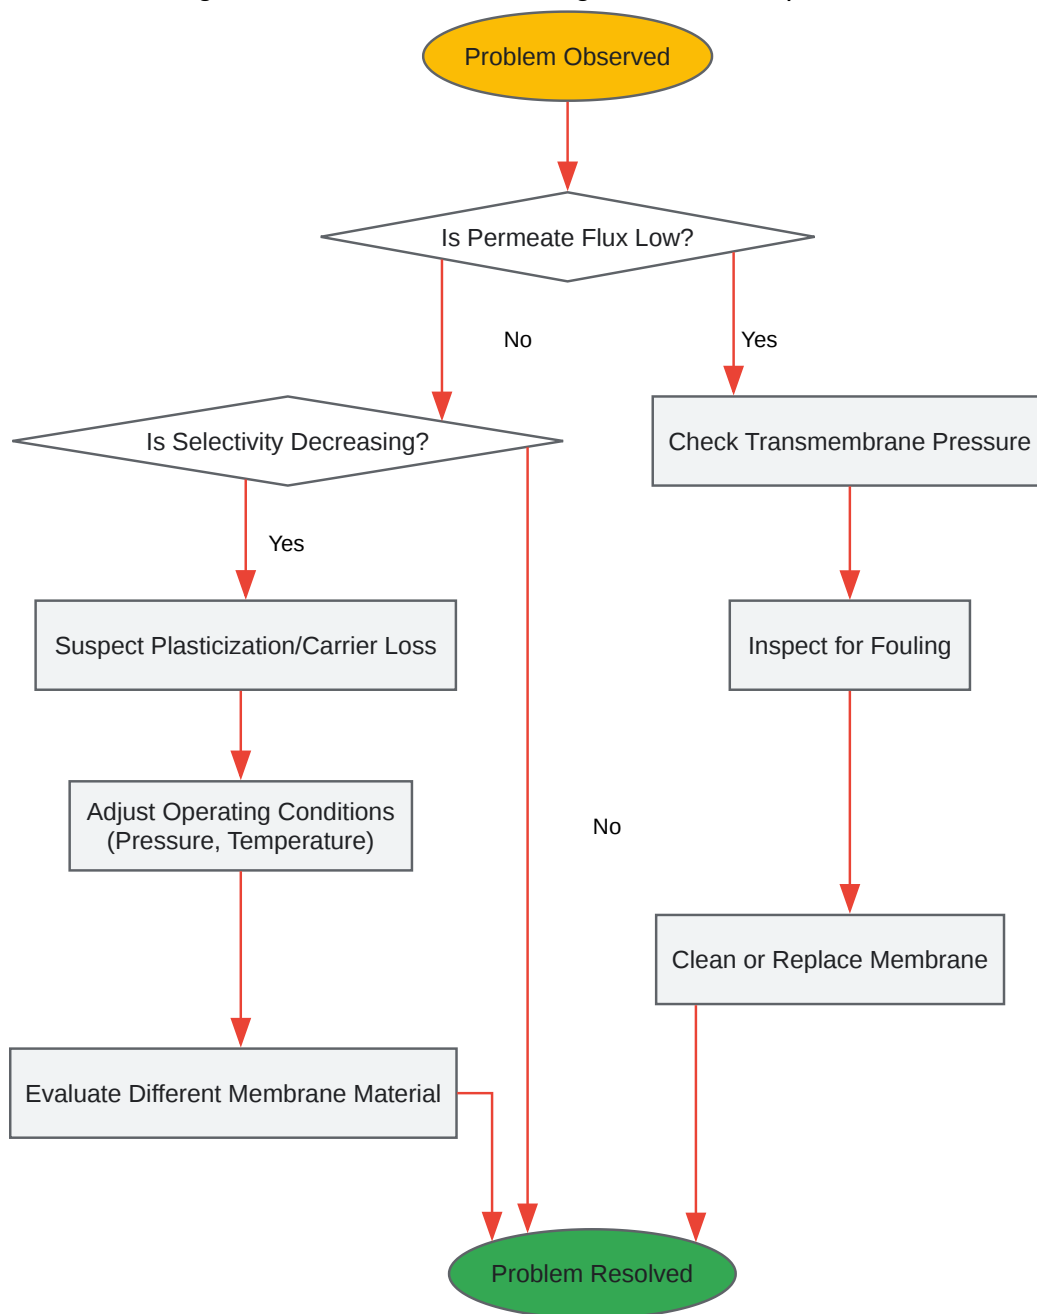 Problem Observed
Is Permeate Flux Low?
No
Yes
Is Selectivity Decreasing?
Check Transmembrane Pressure
Yes
Suspect Plasticization/Carrier Loss
Inspect for Fouling
Adjust Operating Conditions
(Pressure, Temperature)
No
Clean or Replace Membrane
Evaluate Different Membrane Material
Problem Resolved